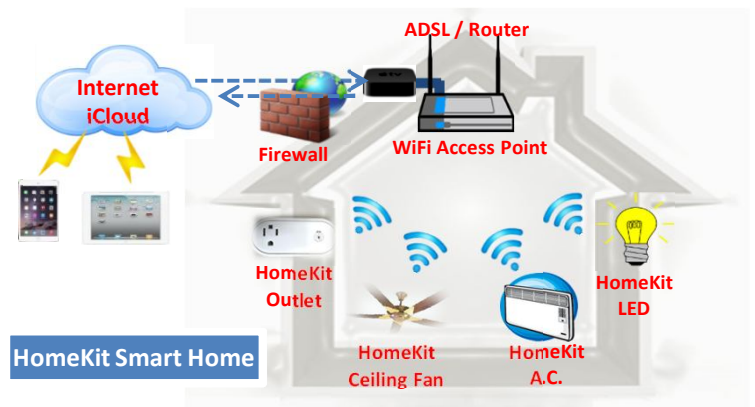 ADSL / Router
Internet
iCloud
tv
Firewall
WiFi Access Point
HomeKit
Outlet
HomeKit
LED
HomeKit
Ceiling Fan
HomeKit
A.C.
HomeKit Smart Home